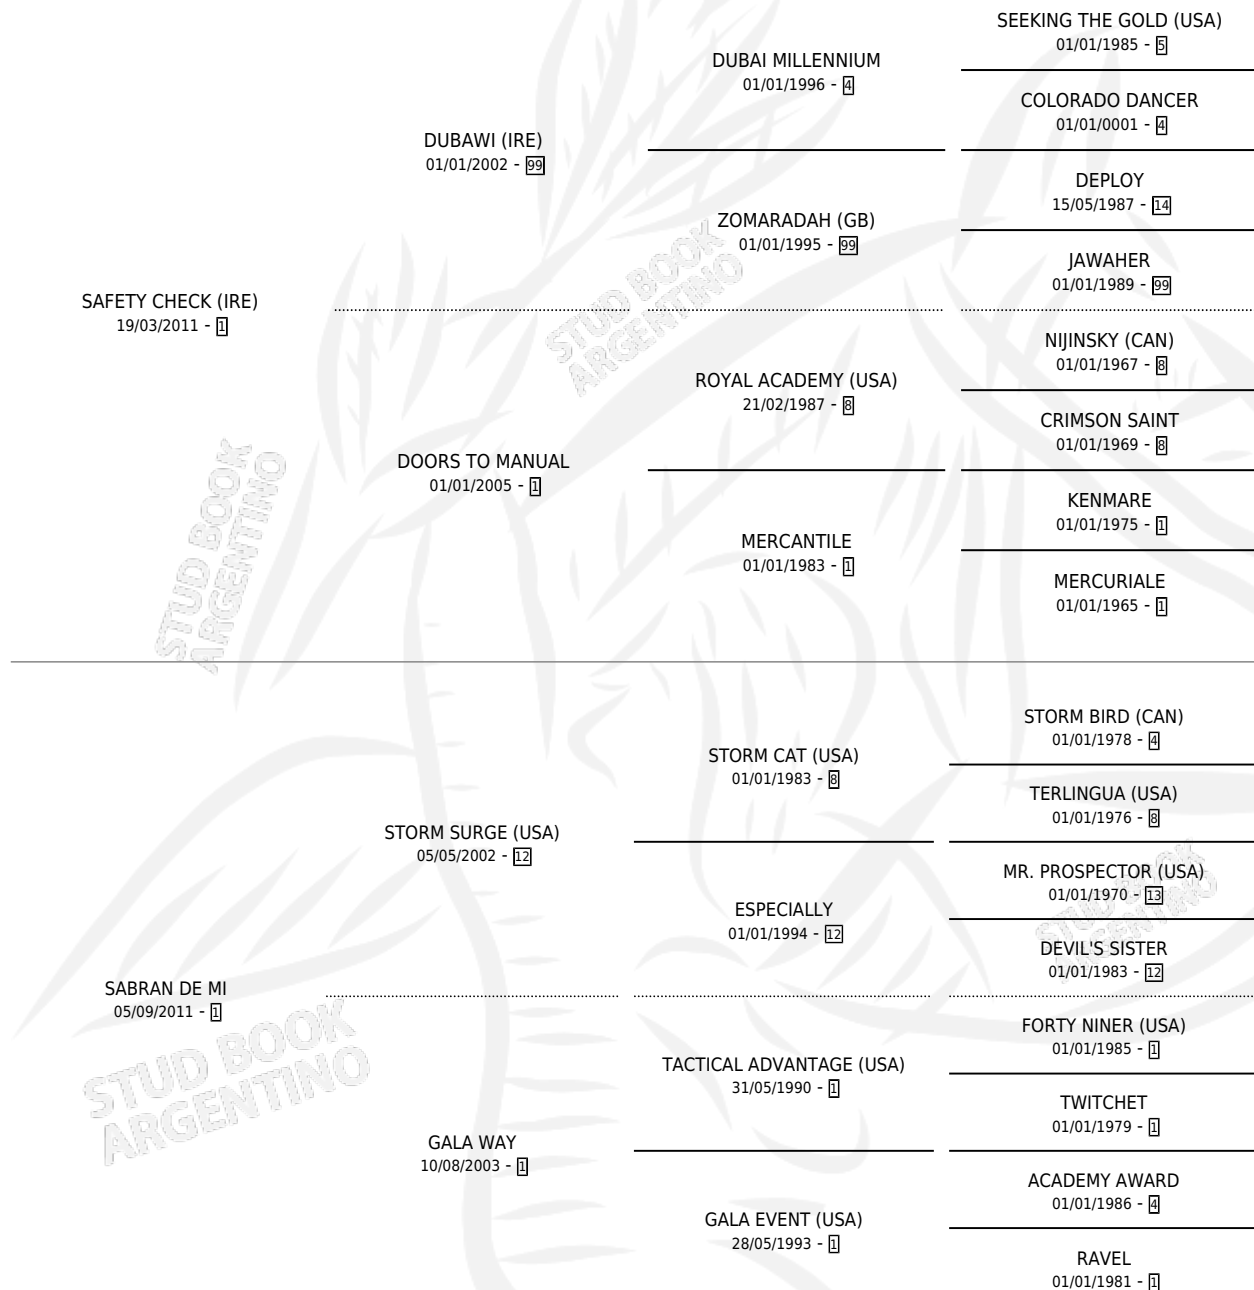 SAFETY CHECK (IRE)
19/03/2011 - 1
DUBAWI (IRE)
01/01/2002 - 99
DOORS TO MANUAL
01/01/2005 - 1
DUBAI MILLENNIUM
01/01/1996 - 4
ZOMARADAH (GB)
01/01/1995 - 99
ROYAL ACADEMY (USA)
21/02/1987 - 8
MERCANTILE
01/01/1983 - 1
SEEKING THE GOLD (USA)
01/01/1985 - 5
COLORADO DANCER
01/01/0001 - 4
DEPLOY
15/05/1987 - 14
JAWAHER
01/01/1989 - 99
NIJINSKY (CAN)
01/01/1967 - 8
CRIMSON SAINT
01/01/1969 - 8
KENMARE
01/01/1975 - 1
MERCURIALE
01/01/1965 - 1
SABRAN DE MI
05/09/2011 - 1
STORM SURGE (USA)
05/05/2002 - 12
GALA WAY
10/08/2003 - 1
STORM CAT (USA)
01/01/1983 - 8
ESPECIALLY
01/01/1994 - 12
TACTICAL ADVANTAGE (USA)
31/05/1990 - 1
GALA EVENT (USA)
28/05/1993 - 1
STORM BIRD (CAN)
01/01/1978 - 4
TERLINGUA (USA)
01/01/1976 - 8
MR. PROSPECTOR (USA)
01/01/1970 - 13
DEVIL'S SISTER
01/01/1983 - 12
FORTY NINER (USA)
01/01/1985 - 1
TWITCHET
01/01/1979 - 1
ACADEMY AWARD
01/01/1986 - 4
RAVEL
01/01/1981 - 1
STUD BOOK
ARGENTINO
STUD BOOK
ARGENTINO
STUD BOOK
ARGENTINO
STUD BOOK
ARGENTINO